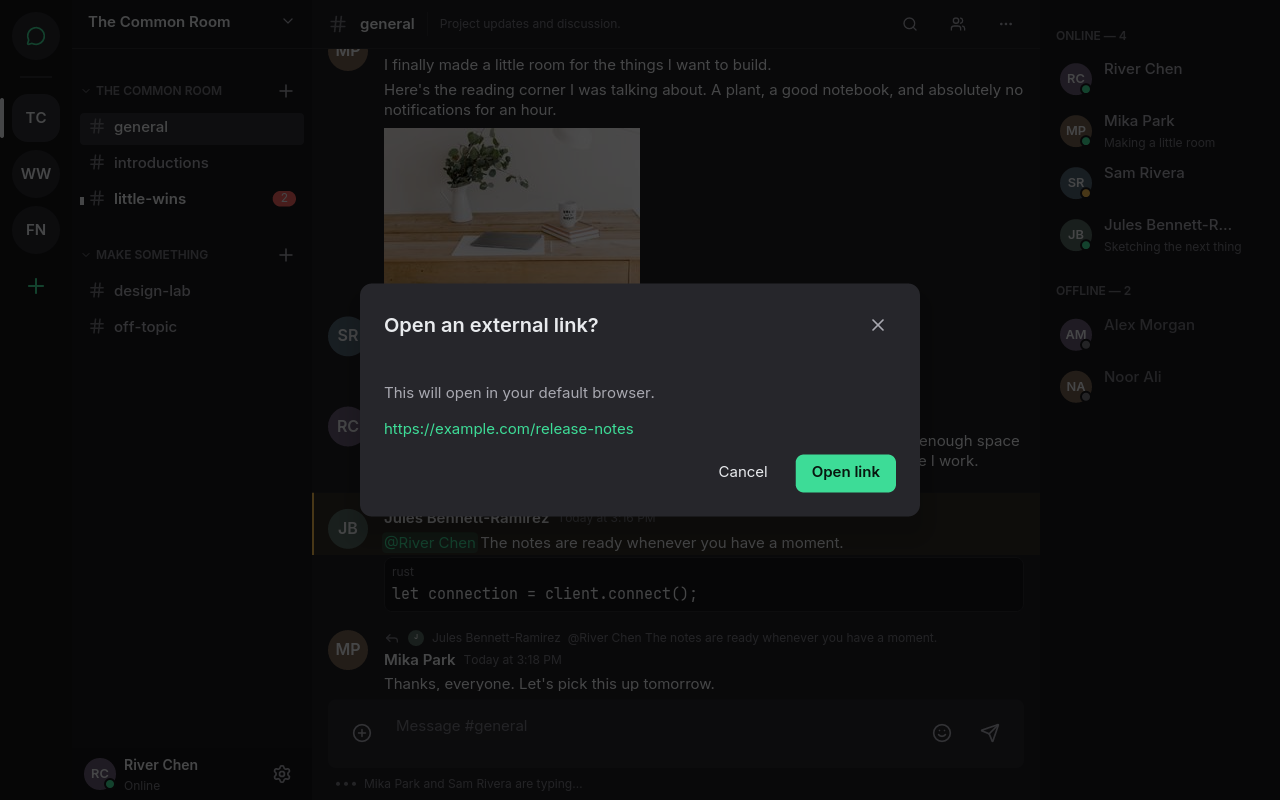 The Common Room
TC
WW
FN
THE COMMON ROOM
general
introductions
little-wins
2
MAKE SOMETHING
design-lab
off-topic
River Chen
RC
Online
general
Project updates and discussion.
MP
I finally made a little room for the things I want to build.
Here's the reading corner I was talking about. A plant, a good notebook, and absolutely no
notifications for an hour.
SR
RC
enough space
e I work.
Open an external link?
This will open in your default browser.
https://example.com/release-notes
Cancel
Open link
JB
Jules Bennett-Ramirez Today at 3:16 PM
@River Chen The notes are ready whenever you have a moment.
rust
let connection = client.connect();
Jules Bennett-Ramirez @River Chen The notes are ready whenever you have a moment.
MP
Mika Park Today at 3:18 PM
Thanks, everyone. Let's pick this up tomorrow.
Message #general
Mika Park and Sam Rivera are typing...
ONLINE — 4
RC
River Chen
MP
Mika Park
Making a little room
SR
Sam Rivera
JB
Jules Bennett-R...
Sketching the next thing
OFFLINE — 2
AM
Alex Morgan
NA
Noor Ali